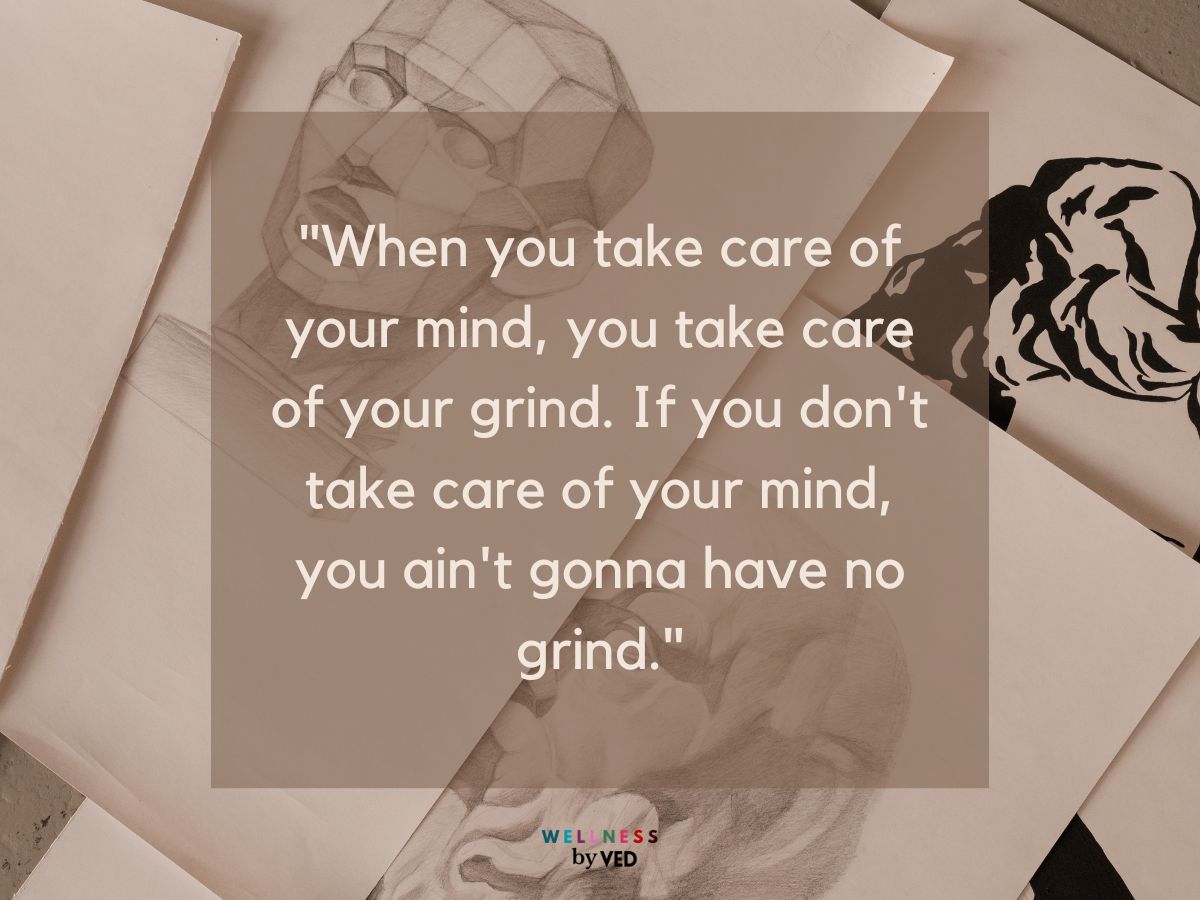 "When you take care of
your mind, you take care
of your grind. If you don't
take care of your mind,
you ain't gonna have no
grind."
WELLNESS
by VED